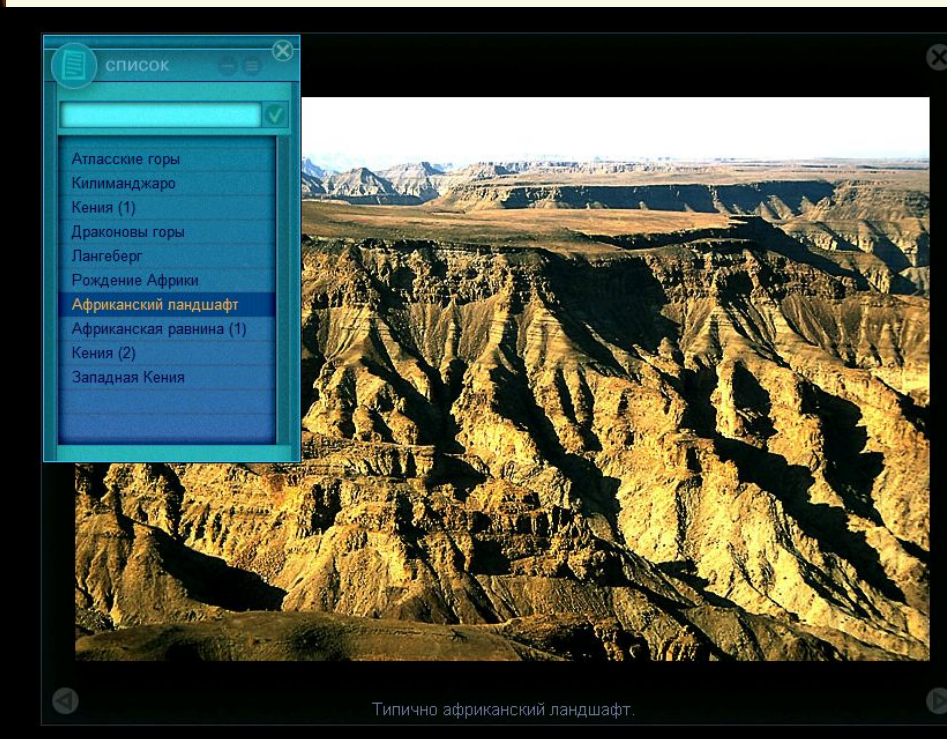 список
Атласские горы
Килиманджаро
Кения (1)
Драконовы горы
Лангеберг
Рождение Африки
Африканский ландшафт
Африканская равнина (1)
Кения (2)
Западная Кения
Типично африканский ландшафт.